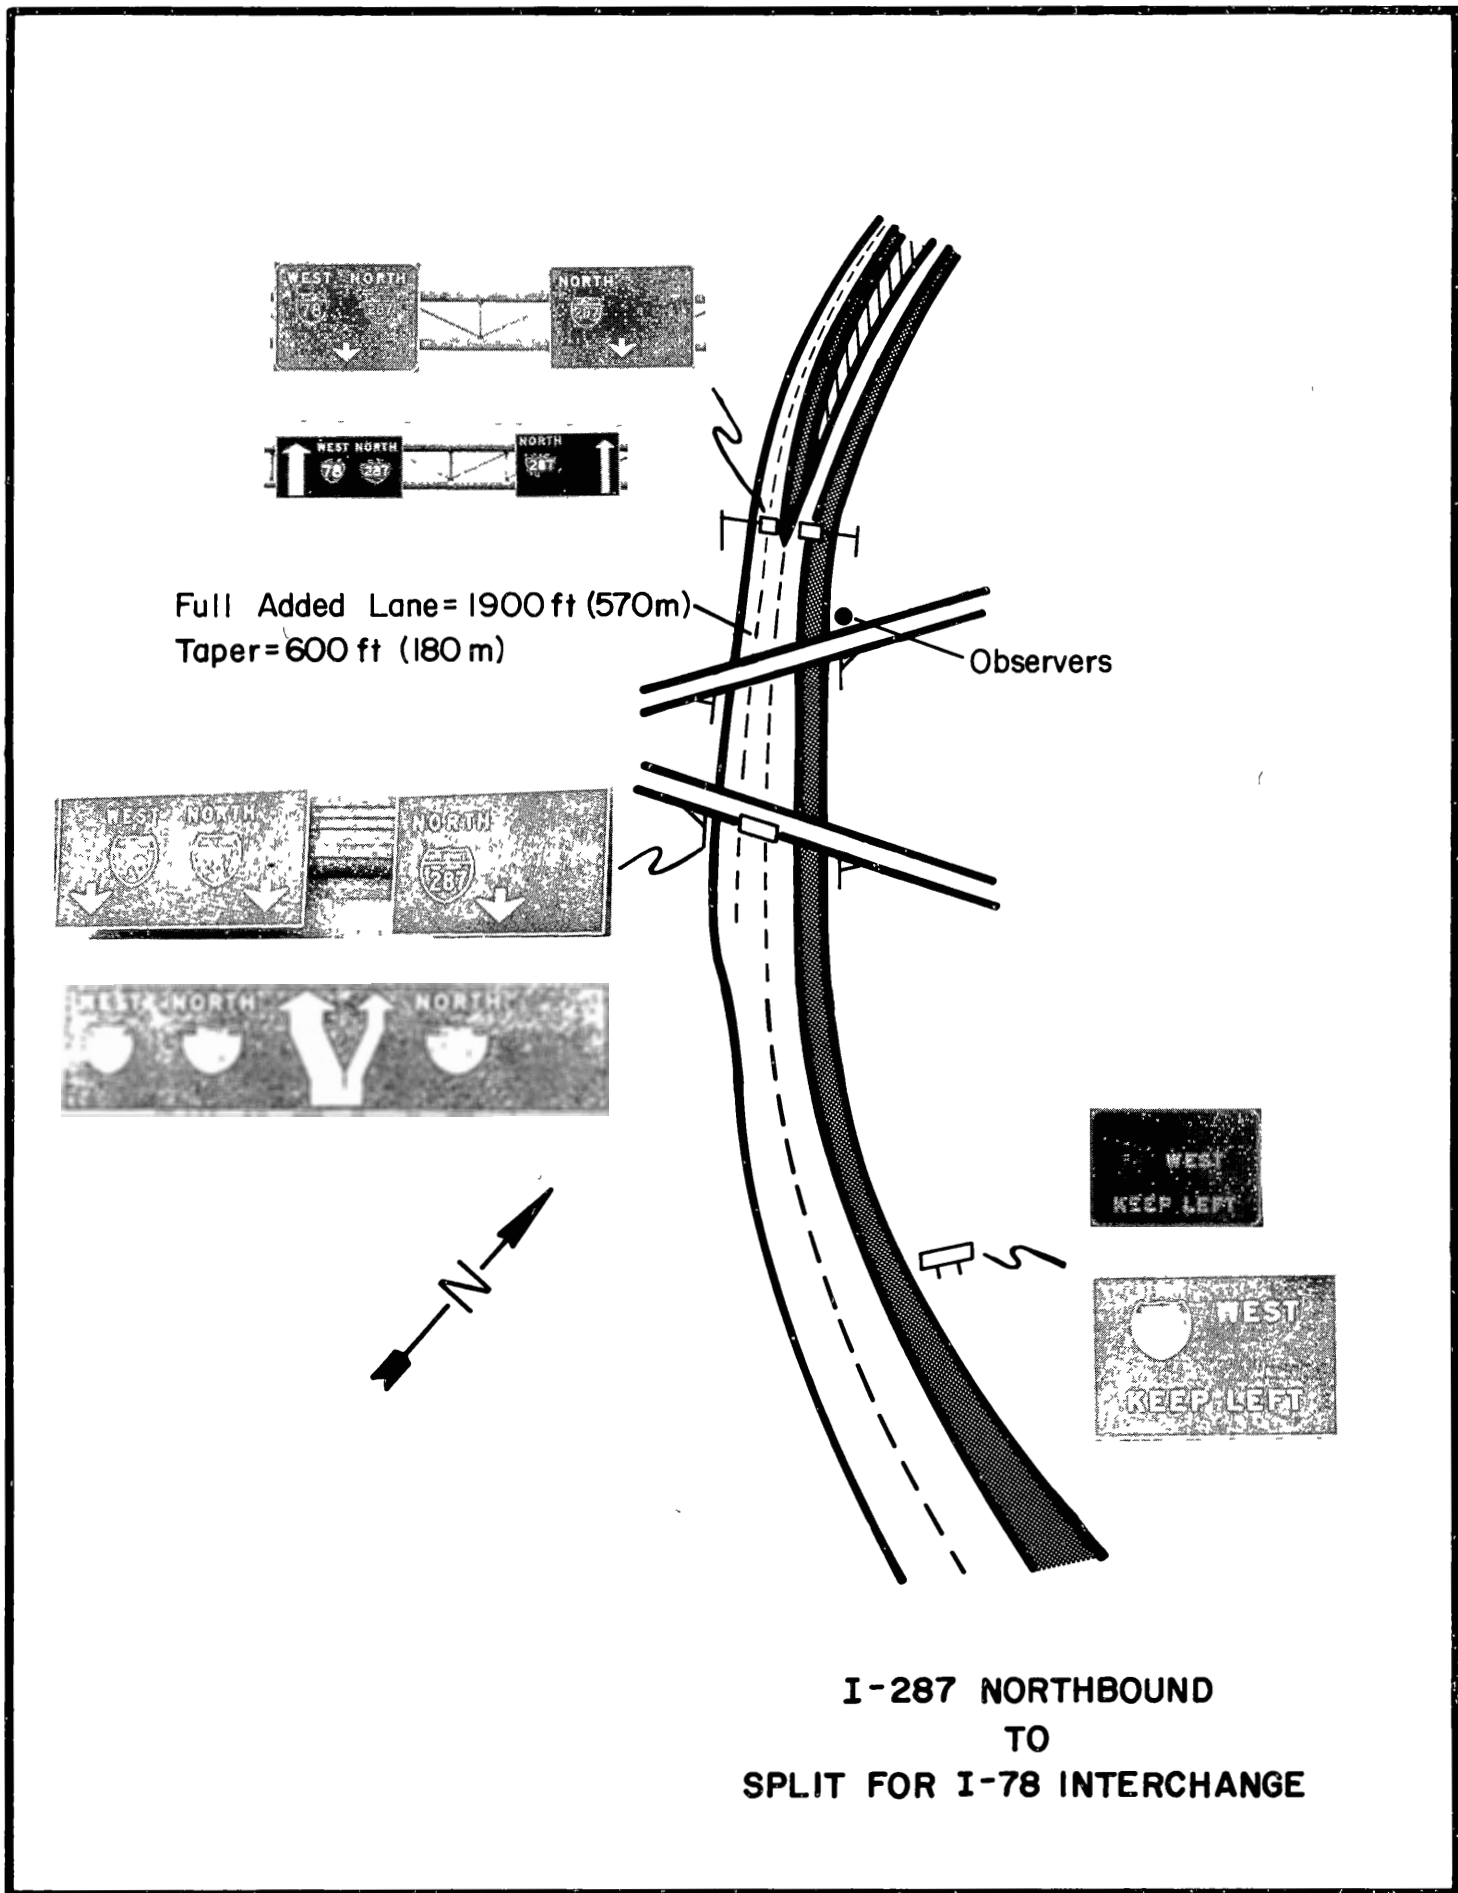 WEST NORTH
78 287
NORTH
287
WEST NORTH
78 287
NORTH
287
Full Added Lane = 1900 ft (570m)
Taper = 600 ft (180 m)
Observers
WEST NORTH
NORTH
287
WEST NORTH
NORTH
N
WEST
KEEP LEFT
WEST
KEEP LEFT
I-287 NORTHBOUND
TO
SPLIT FOR I-78 INTERCHANGE